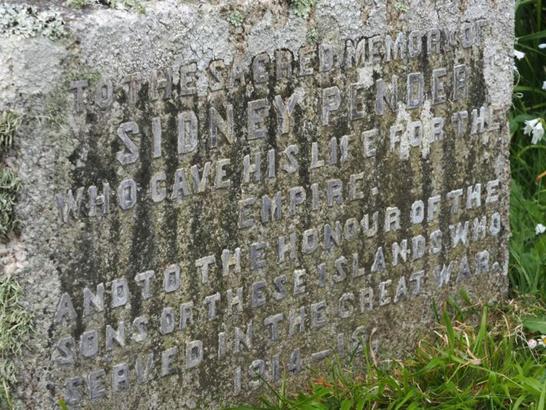 TO THE SACRED MEMORY OF
SIDNEY PENDER
WHO GAVE HIS LIFE FOR THE
EMPIRE.
AND TO THE HONOUR OF THE
SONS OF THESE ISLANDS WHO
SERVED IN THE GREAT WAR.
1914 –